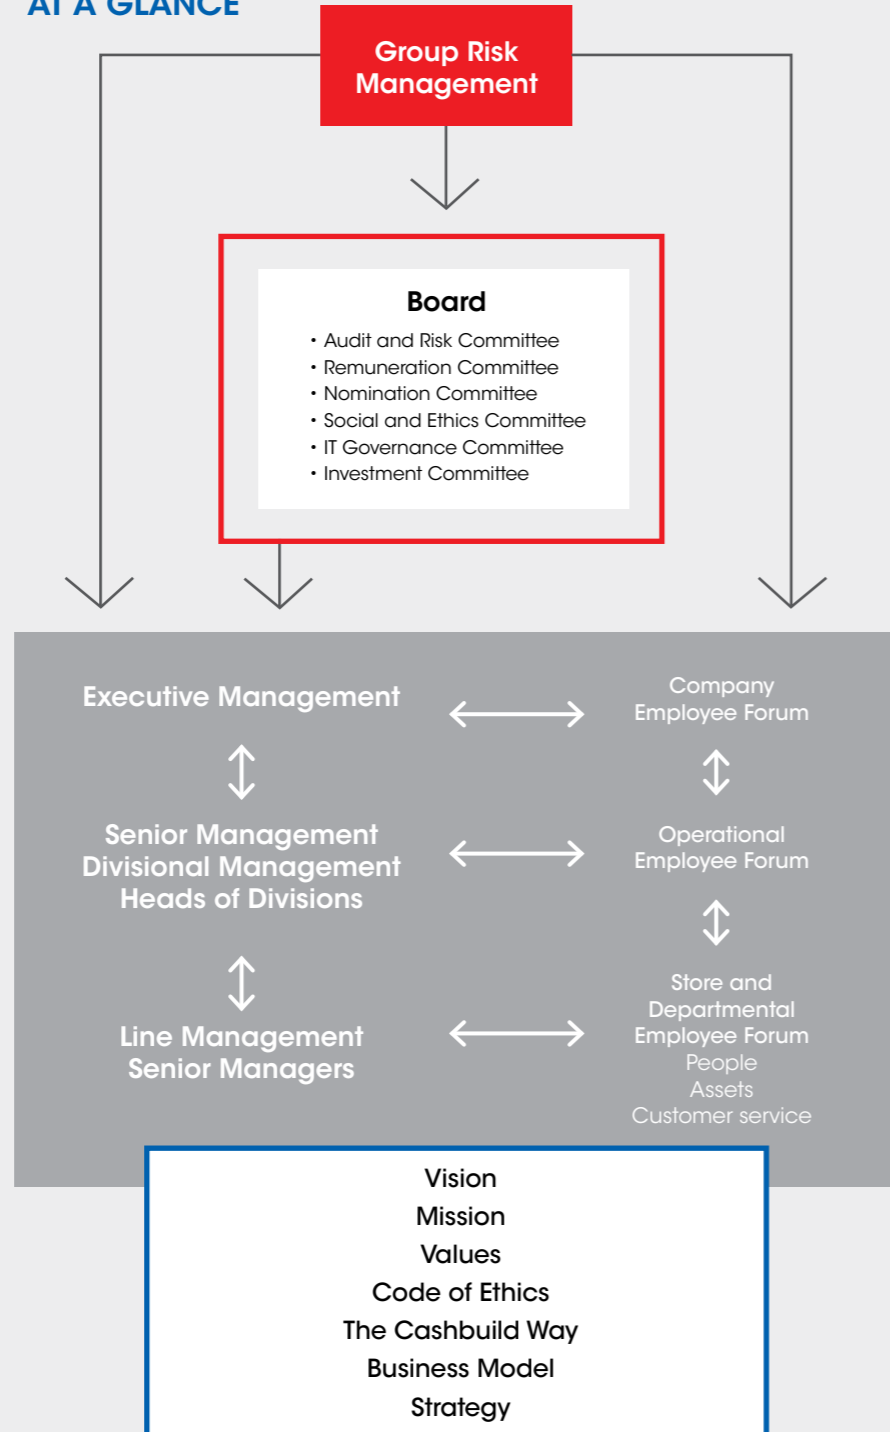 AT A GLANCE
Group Risk
Management
Board
• Audit and Risk Committee
• Remuneration Committee
• Nomination Committee
• Social and Ethics Committee
• IT Governance Committee
• Investment Committee
Executive Management
Company
Employee Forum
Senior Management
Divisional Management
Heads of Divisions
Operational
Employee Forum
Line Management
Senior Managers
Store and
Departmental
Employee Forum
People
Assets
Customer service
Vision
Mission
Values
Code of Ethics
The Cashbuild Way
Business Model
Strategy